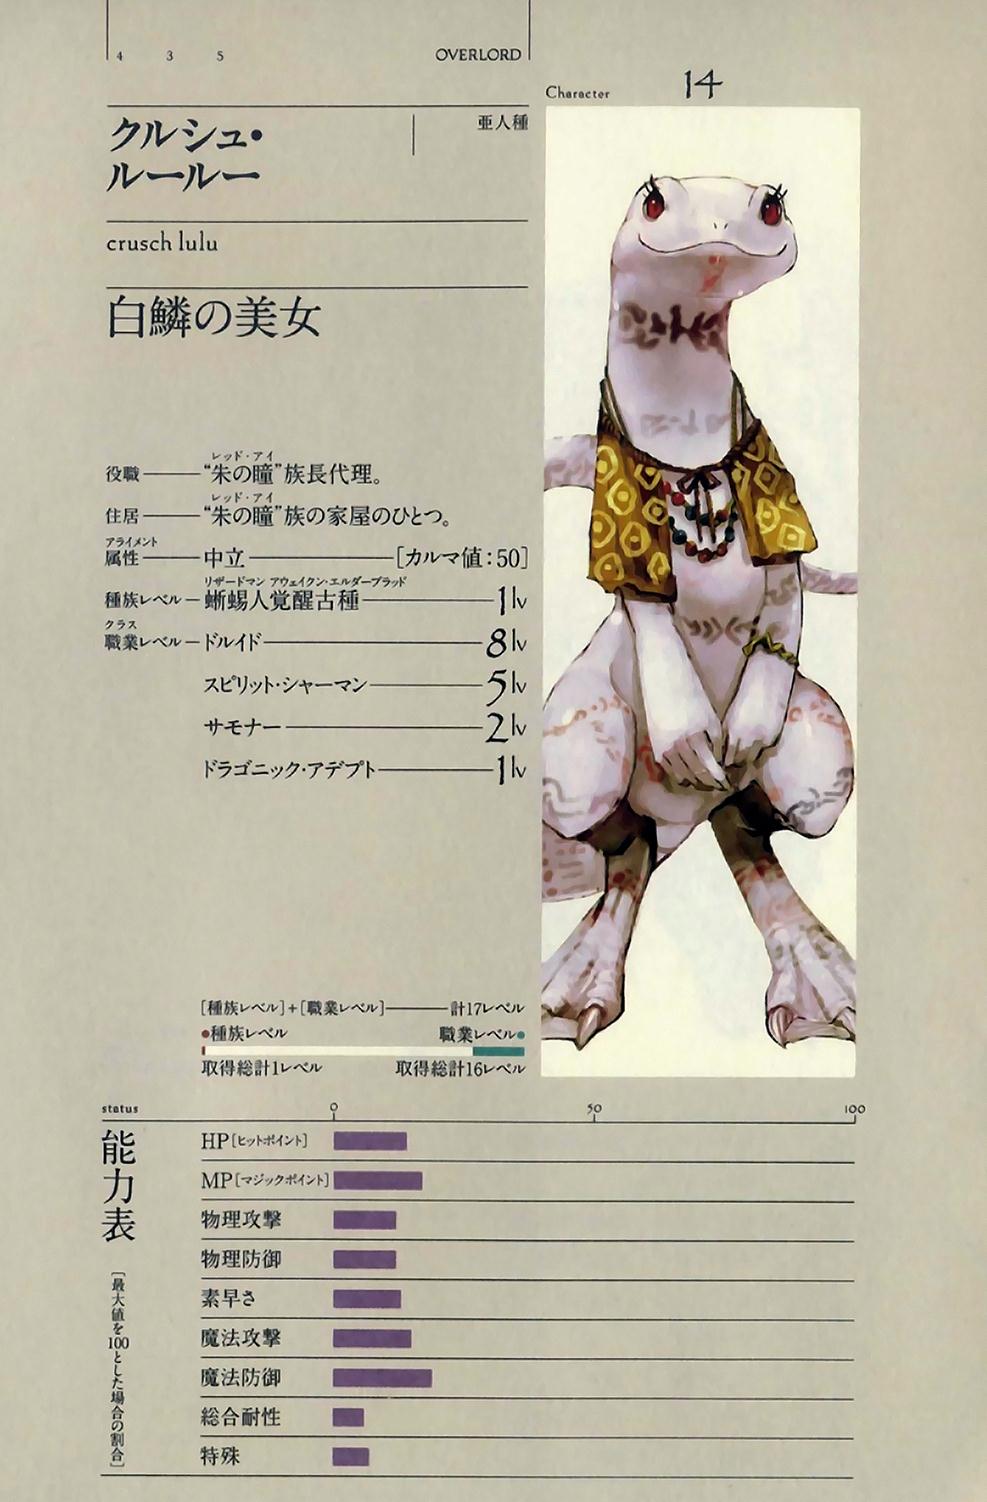 435 OVERLORD
Character 14
クルシュ・ 亜人種
ルールー
crusch lulu
白鱗の美女
レッド・アイ
役職 “朱の瞳”族長代理。
レッド・アイ
住居 “朱の瞳”族の家屋のひとつ。
アライメント
属性 中立 [カルマ値：50]
リザードマン アウェイクン・エルダーブラッド
種族レベル 蜥蜴人覚醒古種 1lv
クラス
職業レベル ドルイド 8lv
スピリット・シャーマン 5lv
サモナー 2lv
ドラゴニック・アデプト 1lv
[種族レベル]+[職業レベル] 計17レベル
●種族レベル 職業レベル●
取得総計1レベル 取得総計16レベル
status 0 50 100
能力表
[最大値を100とした場合の割合]
HP[ヒットポイント]
MP[マジックポイント]
物理攻撃
物理防御
素早さ
魔法攻撃
魔法防御
総合耐性
特殊